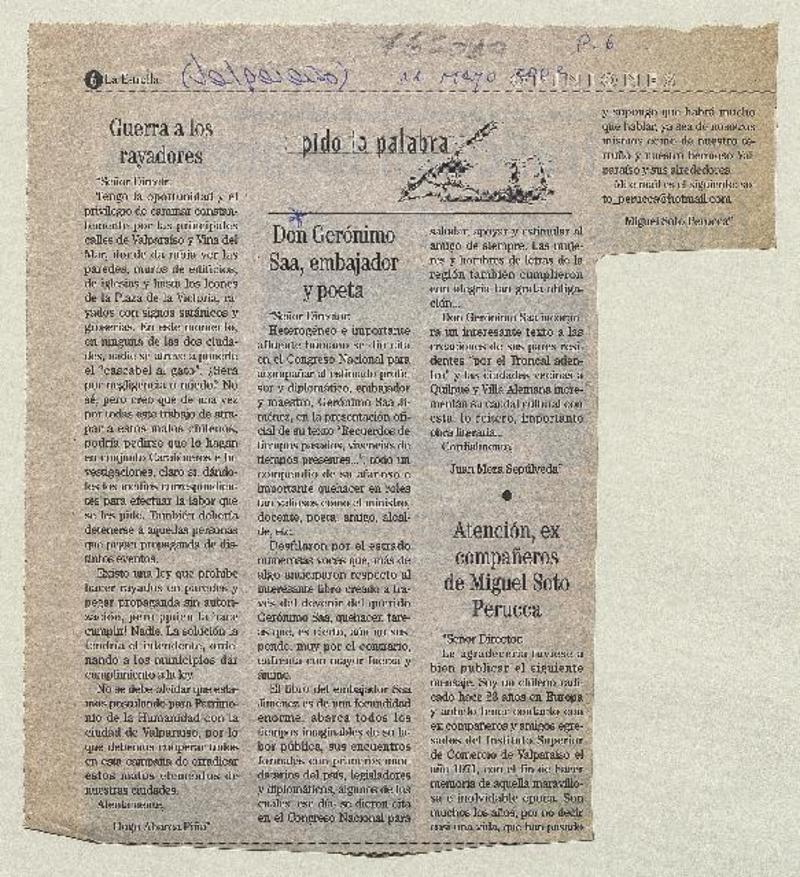 P. 6
6 La Estrella
(Valparaíso)
11 Mayo
OPINIONES
Guerra a los
rayadores
"Señor Director:
Tengo la oportunidad y el
privilegio de caminar constan-
temente por las principales
calles de Valparaíso y Viña del
Mar, donde da rabia ver las
paredes, muros de edificios,
de iglesias y hasta los leones
de la Plaza de la Victoria, ra-
yados con signos satánicos y
groserías. En este momento,
en ninguna de las dos ciuda-
des, nadie se atreve a ponerle
el "cascabel al gato". ¿Será
por negligencia o miedo? No
sé, pero creo que de una vez
por todas este trabajo de atra-
par a estos malos chilenos,
podría pedirse que lo hagan
en conjunto Carabineros e In-
vestigaciones, claro si, dándo-
les los medios correspondien-
tes para efectuar la labor que
se les pide. También debería
detenerse a aquellas personas
que pegan propaganda de dis-
tintos eventos.
Existe una ley que prohíbe
hacer rayados en paredes y
pegar propaganda sin autori-
zación, pero ¿quién la hace
cumplir? Nadie. La solución la
tendría el intendente, orde-
nando a los municipios dar
cumplimiento a la ley.
No se debe olvidar que esta-
mos postulando para Patrimo-
nio de la Humanidad con la
ciudad de Valparaíso, por lo
que debemos cooperar todos
en esta campaña de erradicar
estos malos elementos de
nuestras ciudades.
Atentamente,
Hugo Abarca Piña"
pido la palabra
Don Gerónimo
Saa, embajador
y poeta
"Señor Director:
Heterogéneo e importante
afluente humano se dio cita
en el Congreso Nacional para
acompañar al estimado profe-
sor y diplomático, embajador
y maestro, Gerónimo Saa Ji-
ménez, en la presentación ofi-
cial de su texto "Recuerdos de
tiempos pasados, vivencias de
tiempos presentes...", todo un
compendio de su afanoso e
importante quehacer en roles
tan valiosos como el ministro,
docente, poeta, amigo, alcal-
de, etc.
Desfilaron por el estrado
numerosas voces que, más de
algo anticiparon respecto al
interesante libro creado a tra-
vés del devenir del querido
Gerónimo Saa, quehacer, tare-
as que, es cierto, aún no sus-
pende, muy por el contrario,
enfrenta con mayor fuerza y
ánimo.
El libro del embajador Saa
Jiménez es de una fecundidad
enorme, abarca todos los
tiempos imaginables de su la-
bor pública, sus encuentros
formales con primeros man-
datarios del país, legisladores
y diplomáticos, algunos de los
cuales, ese día, se dieron cita
en el Congreso Nacional para
saludar, apoyar y estimular al
amigo de siempre. Las muje-
res y hombres de letras de la
región también cumplieron
con alegría tan grata obliga-
ción...
Don Gerónimo Saa incorpo-
ra un interesante texto a las
creaciones de sus pares resi-
dentes "por el Troncal aden-
tro" y las ciudades vecinas a
Quilpué y Villa Alemana incre-
mentan su caudal cultural con
esta, lo reitero, importante
obra literaria...
Cordialmente,
Juan Meza Sepúlveda"
Atención, ex
compañeros
de Miguel Soto
Perucca
"Señor Director:
Le agradecería tuviese a
bien publicar el siguiente
mensaje. Soy un chileno radi-
cado hace 28 años en Europa
y anhelo tener contacto con
ex compañeros y amigos egre-
sados del Instituto Superior
de Comercio de Valparaíso el
año 1971, con el fin de hacer
memoria de aquella maravillo-
sa e inolvidable época. Son
muchos los años, por no decir
casi una vida, que han pasado
y supongo que habrá mucho
que hablar, ya sea de nosotros
mismos como de nuestro te-
rruño y nuestro hermoso Val-
paraíso y sus alrededores.
Mi e-mail es el siguiente: so-
to_perucca@hotmail.com
Miguel Soto Perucca"